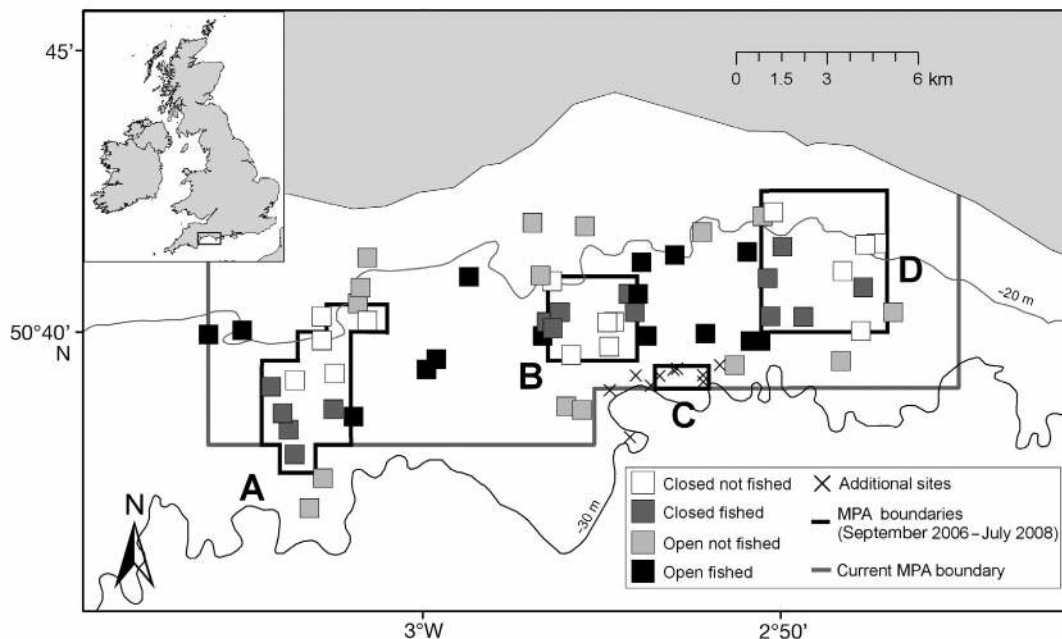 45'
0 1.5 3 6
km
50°40'
N
-20 m
D
B
C
A
-30 m
N
Closed not fished
Closed fished
Open not fished
Open fished
Additional sites
MPA boundaries
(September 2006–July 2008)
Current MPA boundary
3°W
2°50'